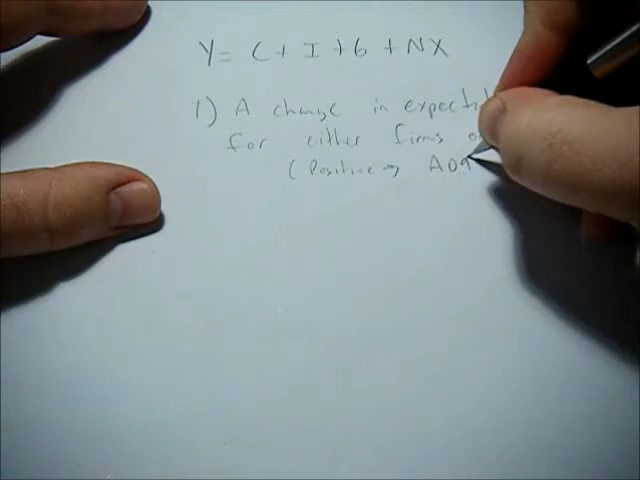 Y = C + I + G + NX
1) A change in expect
for either firms o
(Positive → AD